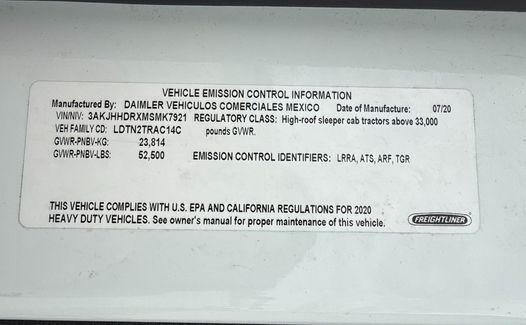 VEHICLE EMISSION CONTROL INFORMATION
Manufactured By: DAIMLER VEHICULOS COMERCIALES MEXICO Date of Manufacture: 07/20
VIN/NIV: 3AKJHHDRXMSMK7921 REGULATORY CLASS: High-roof sleeper cab tractors above 33,000
VEH FAMILY CD: LDTN2TRAC14C pounds GVWR.
GVWR-PNBV-KG: 23,814
GVWR-PNBV-LBS: 52,500 EMISSION CONTROL IDENTIFIERS: LRRA, ATS, ARF, TGR
THIS VEHICLE COMPLIES WITH U.S. EPA AND CALIFORNIA REGULATIONS FOR 2020
HEAVY DUTY VEHICLES. See owner's manual for proper maintenance of this vehicle. FREIGHTLINER